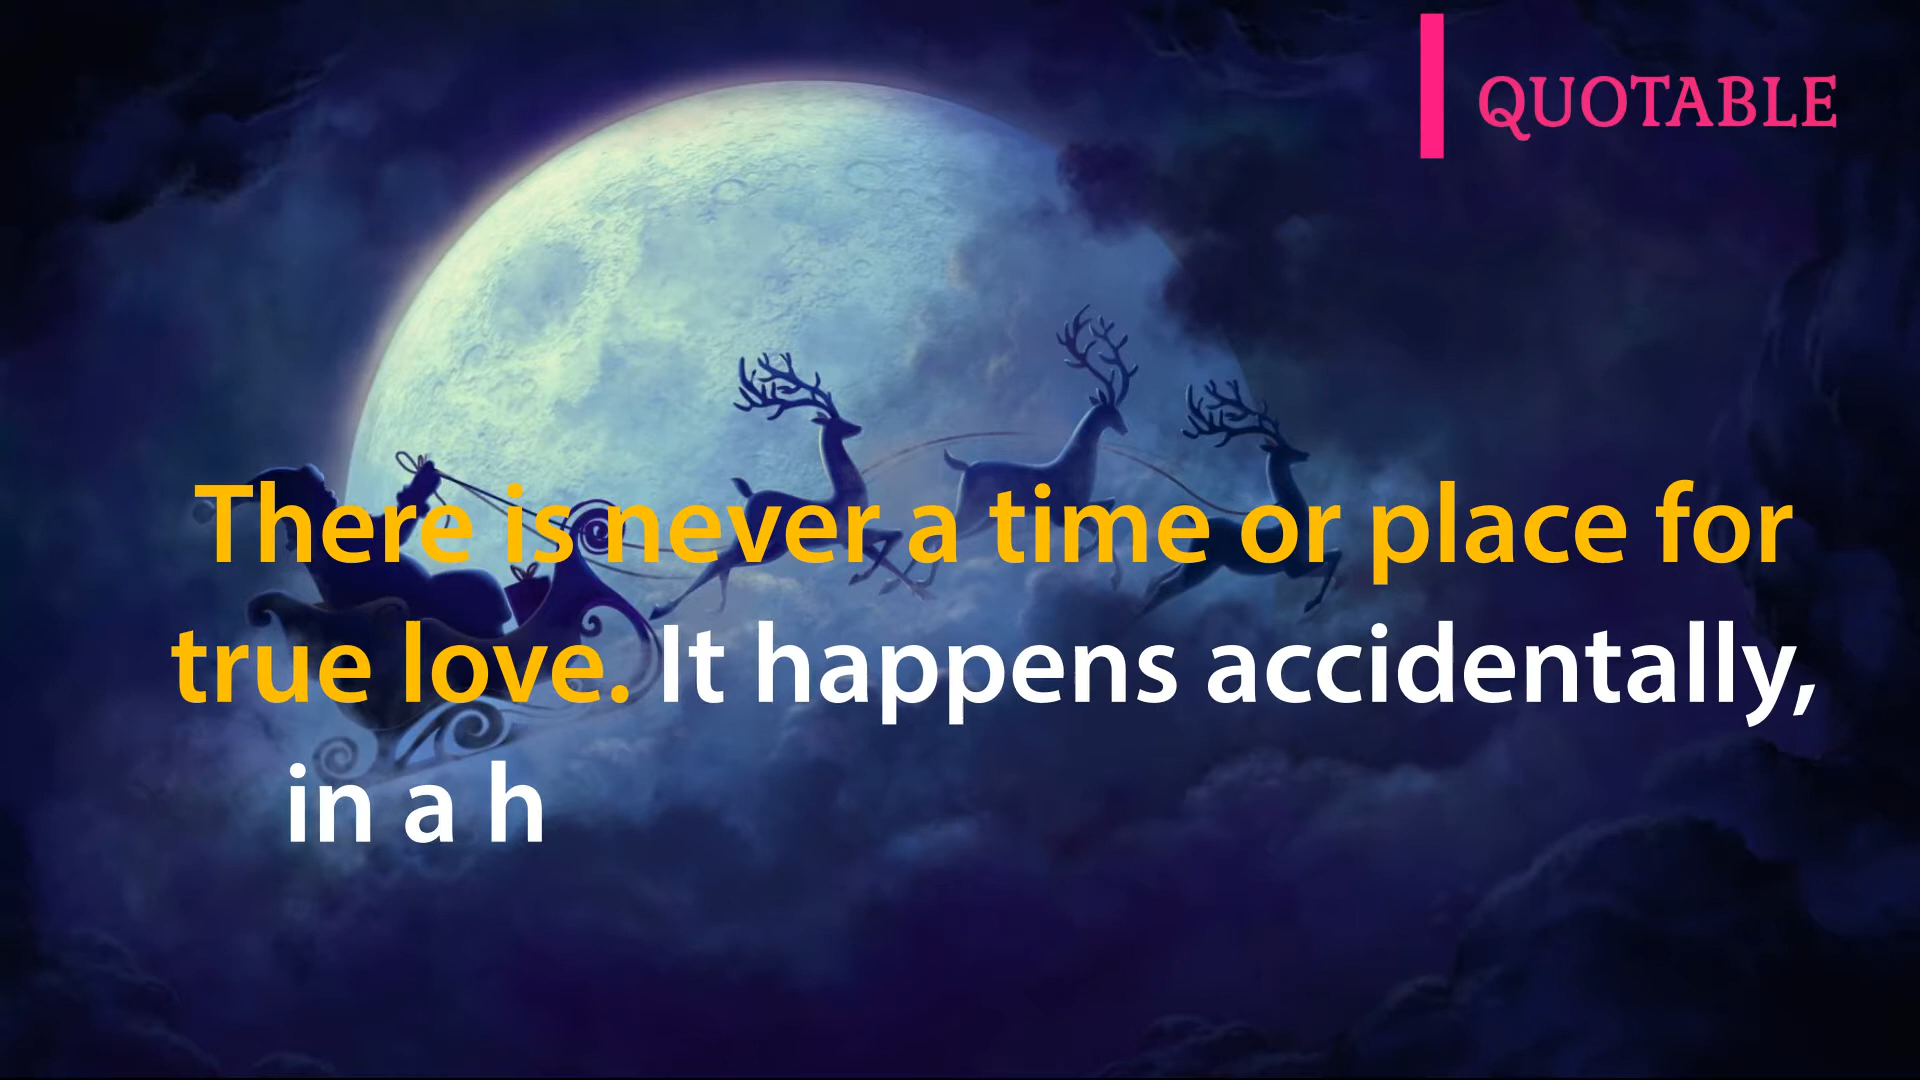 QUOTABLE
There is never a time or place for
true love. It happens accidentally,
in a h